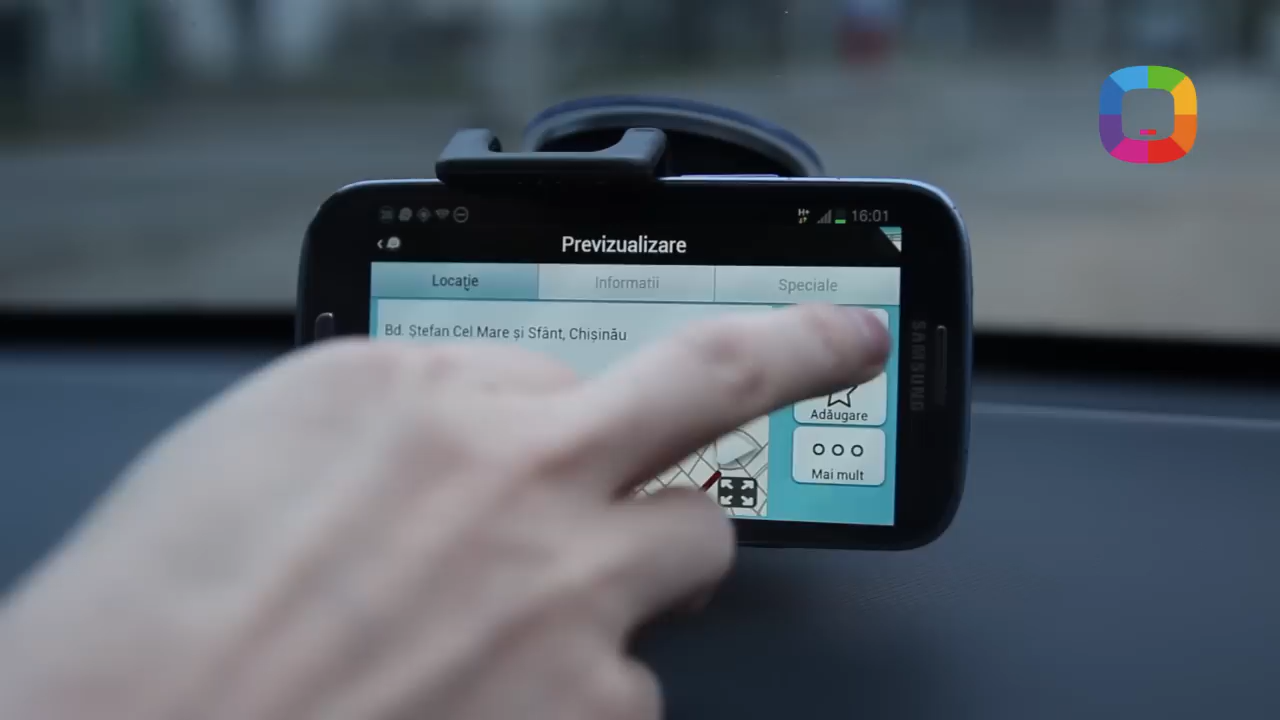 H+ 16:01
Previzualizare
Locație
Informatii
Speciale
Bd. Ștefan Cel Mare și Sfânt, Chișinău
Adăugare
Mai mult
SAMSUNG